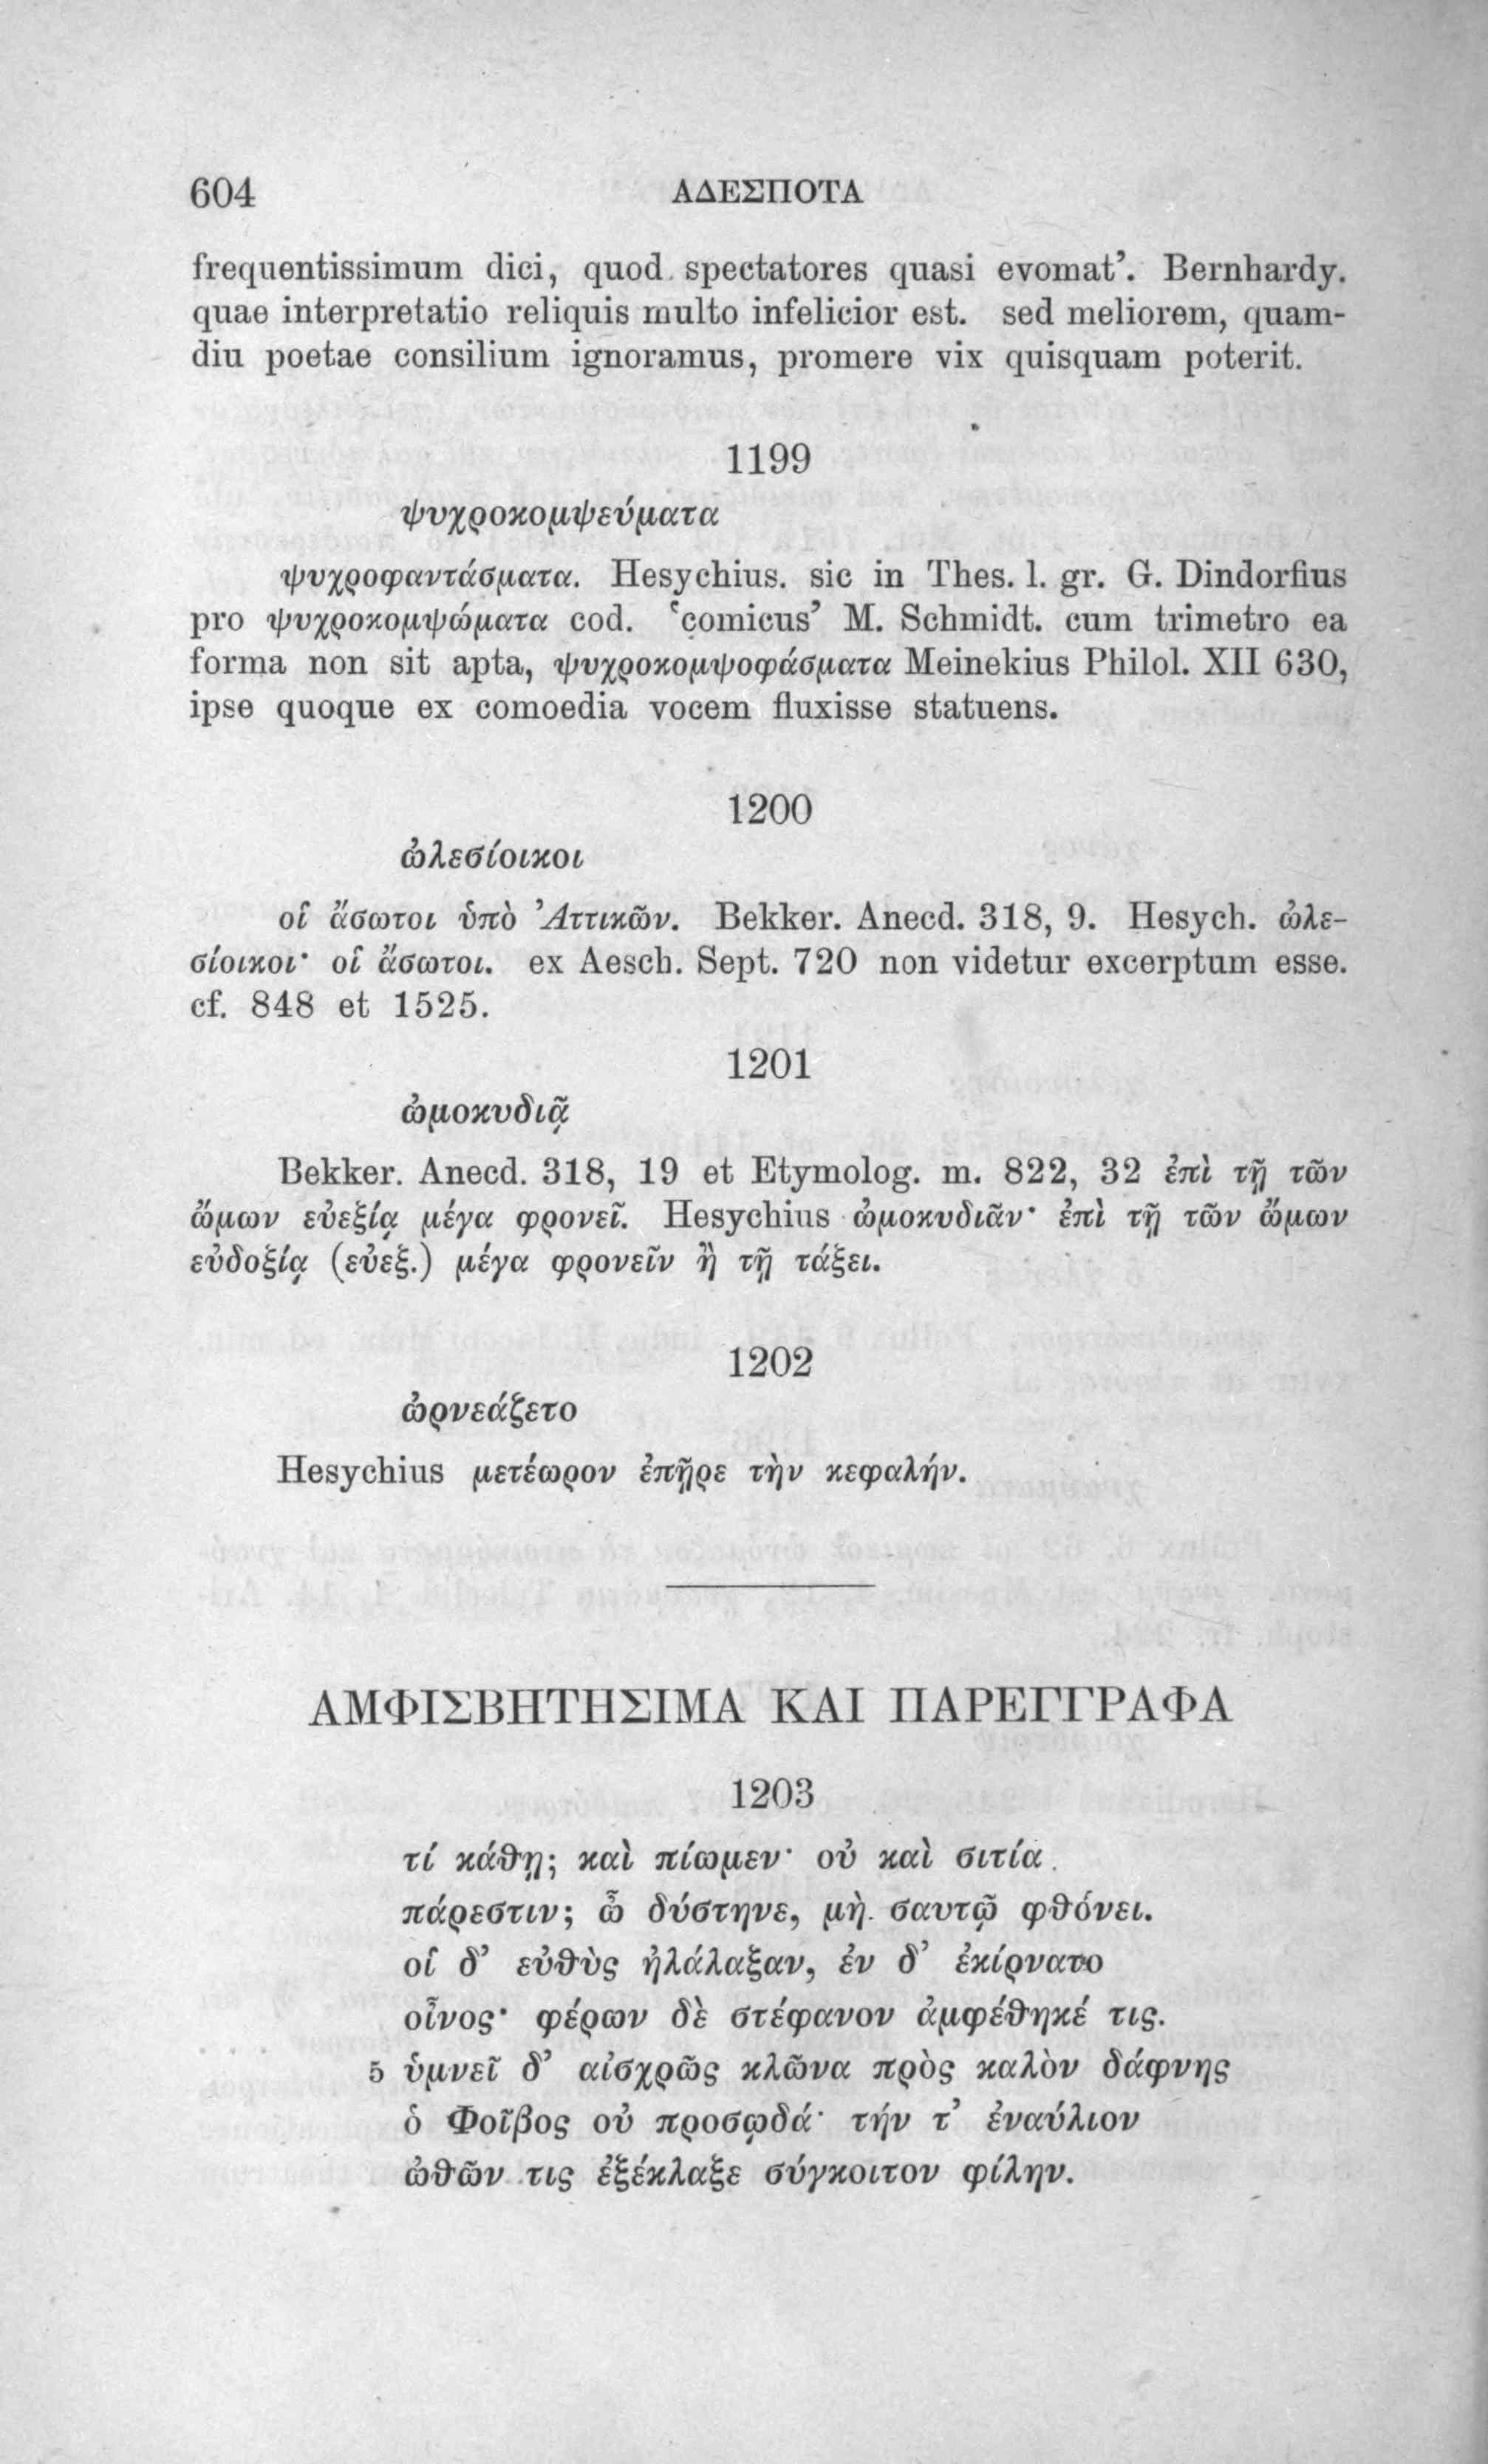 604 ΑΔΕΣΠΟΤΑ
frequentissimum dici, quod spectatores quasi evomat’. Bernhardy.
quae interpretatio reliquis multo infelicior est. sed meliorem, quam-
diu poetae consilium ignoramus, promere vix quisquam poterit.
1199
ψυχροκομψεύματα
ψυχροφαντάσματα. Hesychius. sic in Thes. l. gr. G. Dindorfius
pro ψυχροκομψώματα cod. ‘comicus’ M. Schmidt. cum trimetro ea
forma non sit apta, ψυχροκομψοφάσματα Meinekius Philol. XII 630,
ipse quoque ex comoedia vocem fluxisse statuens.
1200
ὠλεσίοικοι
οἱ ἄσωτοι ὑπὸ Ἀττικῶν. Bekker. Anecd. 318, 9. Hesych. ὠλε-
σίοικοι· οἱ ἄσωτοι. ex Aesch. Sept. 720 non videtur excerptum esse.
cf. 848 et 1525.
1201
ὠμοκυδιᾷ
Bekker. Anecd. 318, 19 et Etymolog. m. 822, 32 ἐπὶ τῇ τῶν
ὤμων εὐεξίᾳ μέγα φρονεῖ. Hesychius ὠμοκυδιᾶν· ἐπὶ τῇ τῶν ὤμων
εὐδοξίᾳ (εὐεξ.) μέγα φρονεῖν ἢ τῇ τάξει.
1202
ὠρνεάζετο
Hesychius μετέωρον ἐπῇρε τὴν κεφαλήν.
ΑΜΦΙΣΒΗΤΗΣΙΜΑ ΚΑΙ ΠΑΡΕΓΓΡΑΦΑ
1203
τί κάθῃ; καὶ πίωμεν· οὐ καὶ σιτία
πάρεστιν; ὦ δύστηνε, μὴ σαυτῷ φθόνει.
οἱ δ’ εὐθὺς ἠλάλαξαν, ἐν δ’ ἐκίρνατο
οἶνος· φέρων δὲ στέφανον ἀμφέθηκέ τις.
5 ὑμνεῖ δ’ αἰσχρῶς κλῶνα πρὸς καλὸν δάφνης
ὁ Φοῖβος οὐ προσῳδά· τήν τ’ ἐναύλιον
ὠθῶν τις ἐξέκλαξε σύγκοιτον φίλην.